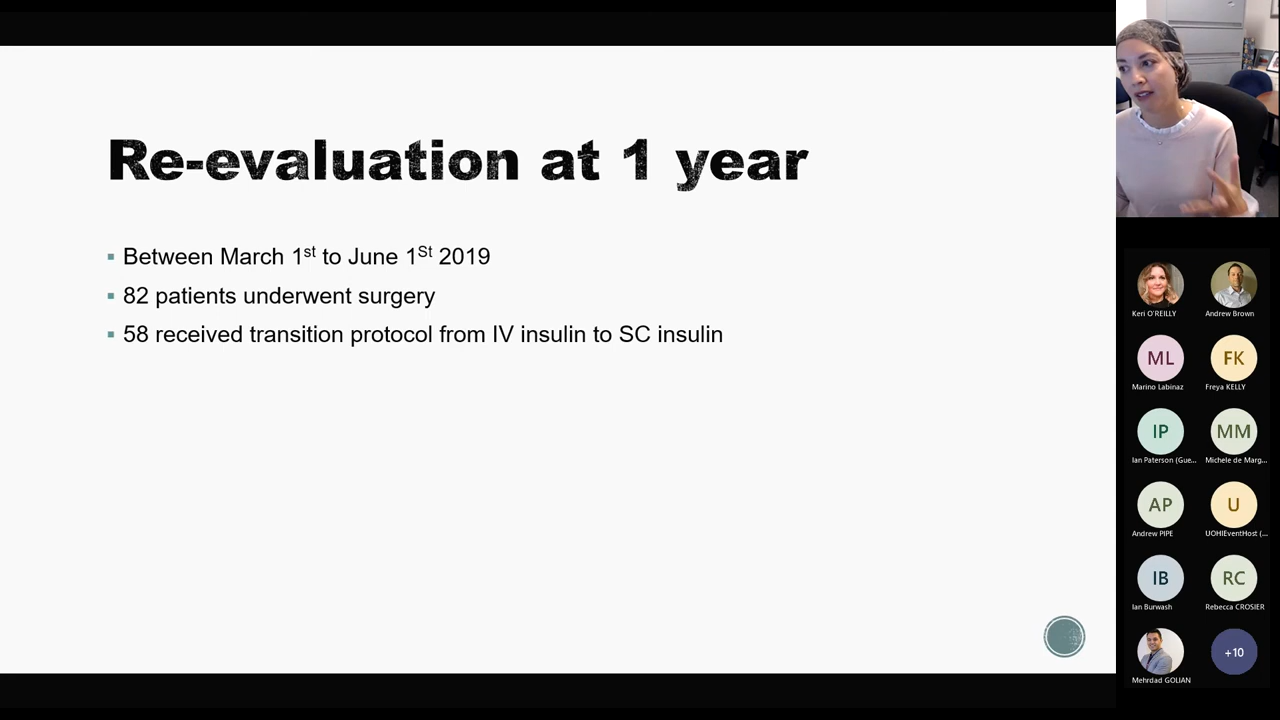 Re-evaluation at 1 year
Between March 1st to June 1St 2019
82 patients underwent surgery
58 received transition protocol from IV insulin to SC insulin
Keri O'REILLY
Andrew Brown
ML
FK
Marino Labinaz
Freya KELLY
IP
MM
Ian Paterson (Gue...
Michele de Marg...
AP
U
Andrew PIPE
UOHIEventHost (...
IB
RC
Ian Burwash
Rebecca CROSIER
+10
Mehrdad GOLIAN